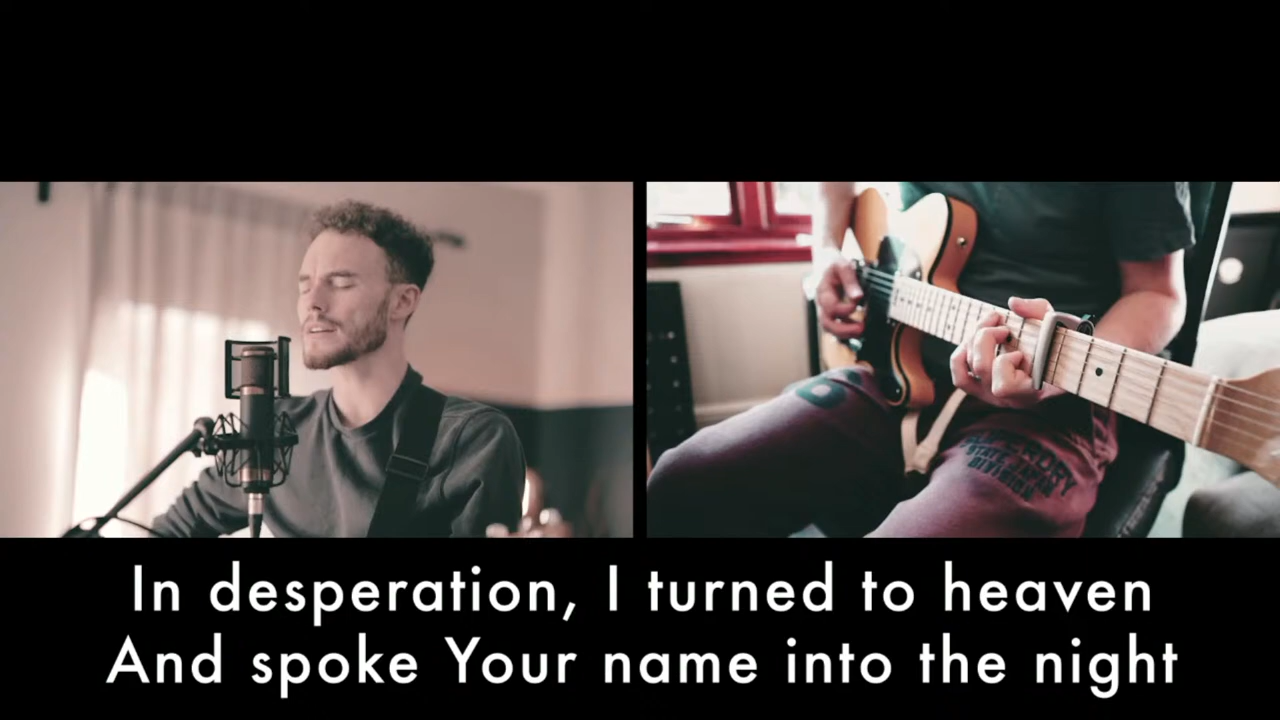 In desperation, I turned to heaven
And spoke Your name into the night